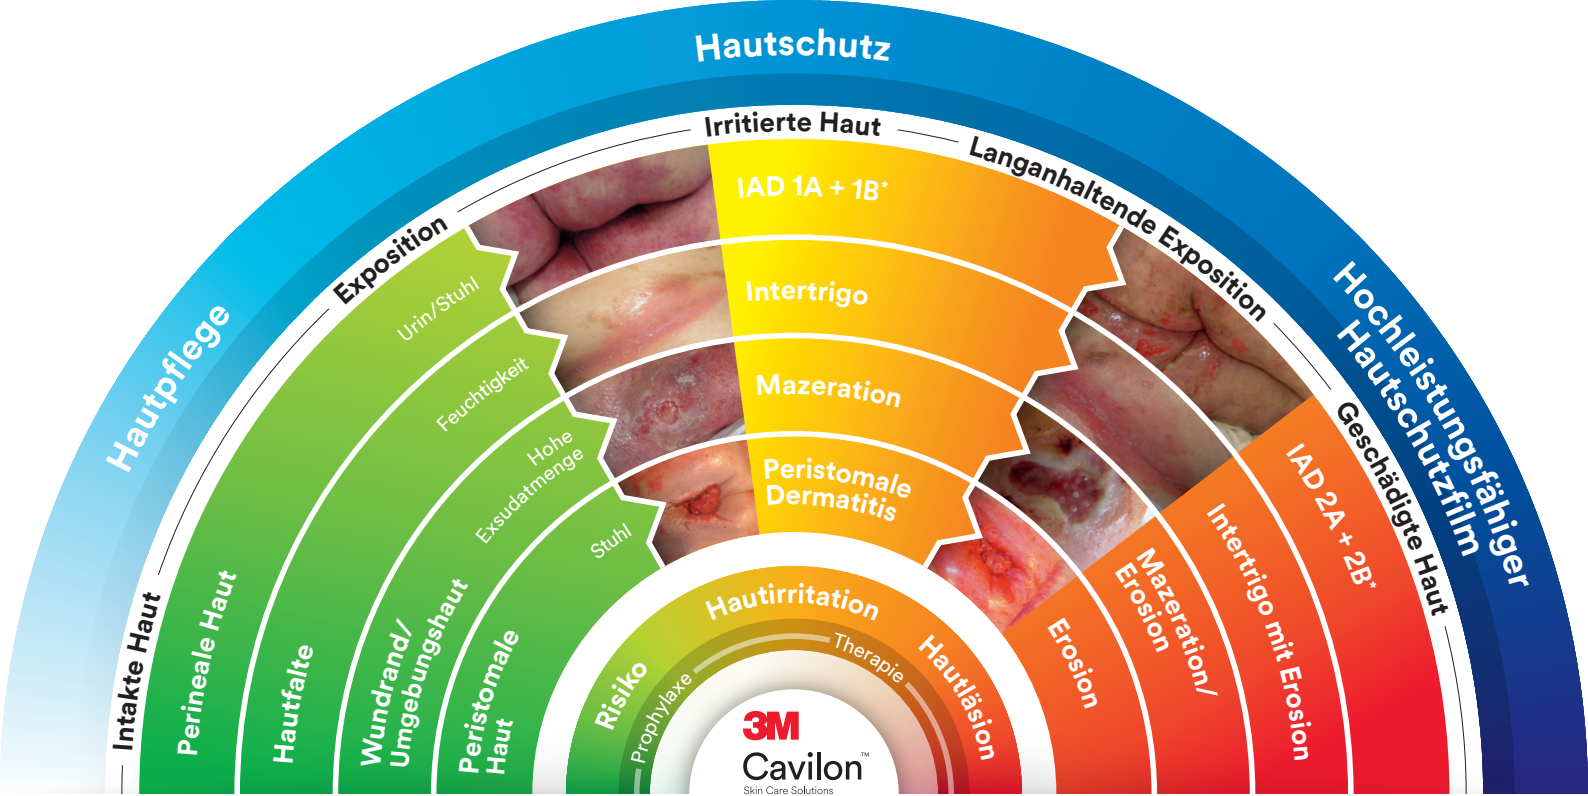 Hautschutz
Hautpflege
Hochleistungsfähiger
Hautschutzfilm
Intakte Haut
Exposition
Irritierte Haut
Langanhaltende Exposition
Geschädigte Haut
Perineale Haut
Urin/Stuhl
IAD 1A + 1B*
IAD 2A + 2B*
Hautfalte
Feuchtigkeit
Intertrigo
Intertrigo mit Erosion
Wundrand/
Umgebungshaut
Hohe
Exsudatmenge
Mazeration
Mazeration/
Erosion
Peristomale
Haut
Stuhl
Peristomale
Dermatitis
Erosion
Risiko
Hautirritation
Hautläsion
Prophylaxe
Therapie
3M
Cavilon™
Skin Care Solutions